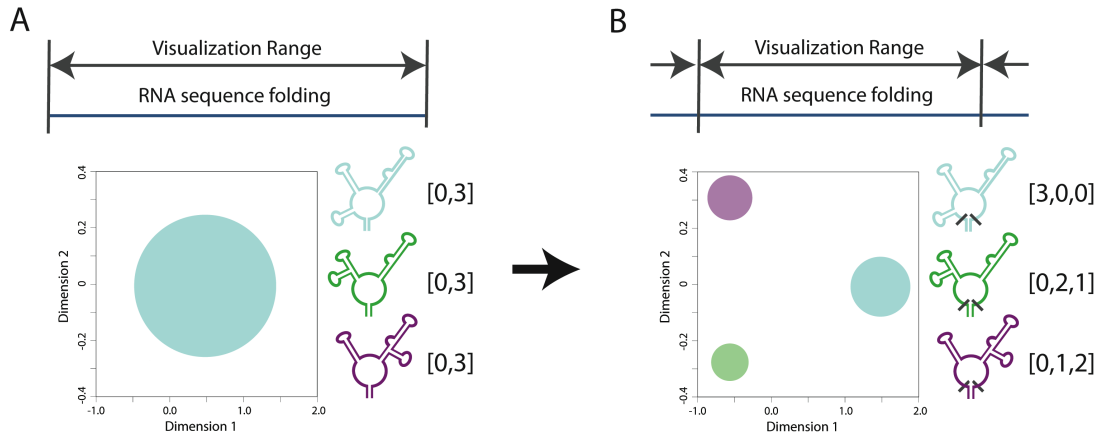 A
Visualization Range
RNA sequence folding
0.4
0.2
0
-0.2
-0.4
Dimension 2
-1.0 0.0 1.0 2.0
Dimension 1
[0,3]
[0,3]
[0,3]
B
Visualization Range
RNA sequence folding
0.4
0.2
0
-0.2
-0.4
Dimension 2
-1.0 0.0 1.0 2.0
Dimension 1
[3,0,0]
[0,2,1]
[0,1,2]